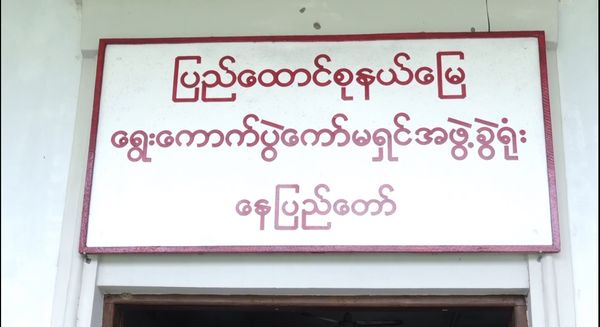 ပြည်ထောင်စုနယ်မြေ
ရွေးကောက်ပွဲကော်မရှင်အဖွဲ့ခွဲရုံး
နေပြည်တော်